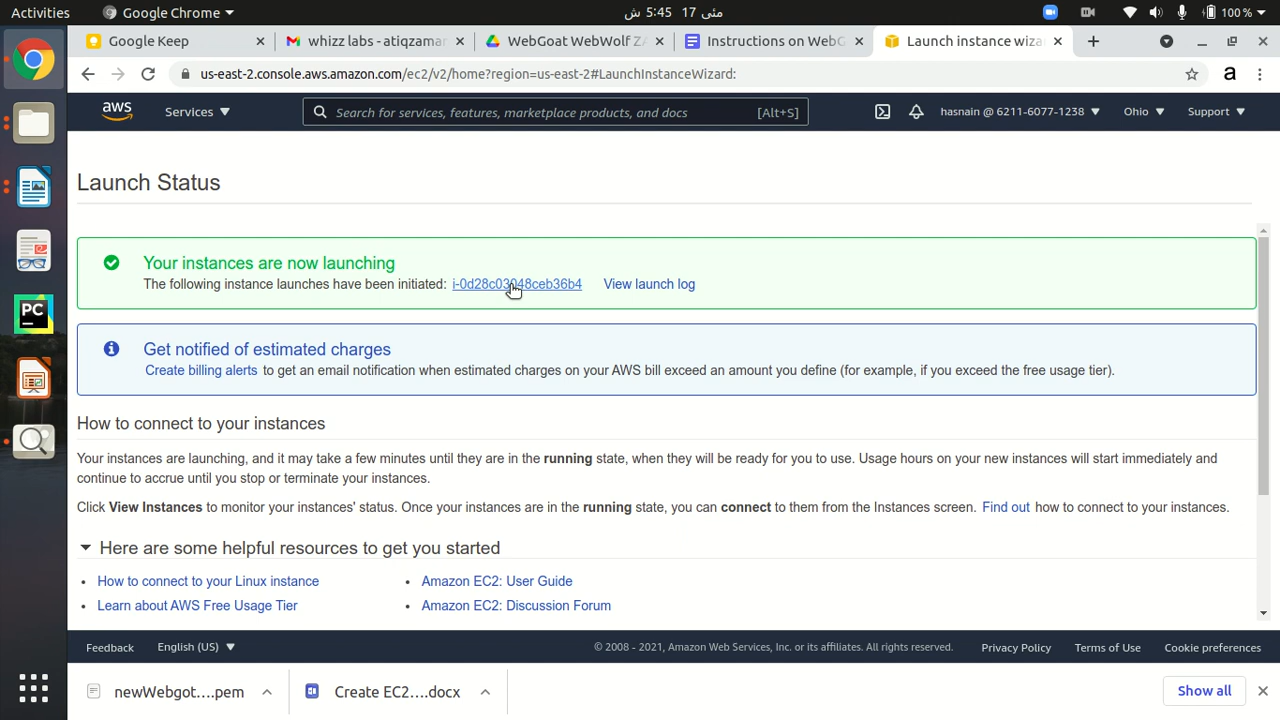 Activities Google Chrome مئی 17 5:45 ش 100 %
Google Keep whizz labs - atiqzamar WebGoat WebWolf ZA Instructions on WebG Launch instance wiza
us-east-2.console.aws.amazon.com/ec2/v2/home?region=us-east-2#LaunchInstanceWizard: a
aws Services Search for services, features, marketplace products, and docs [Alt+S] hasnain @ 6211-6077-1238 Ohio Support
Launch Status
Your instances are now launching
The following instance launches have been initiated: i-0d28c03048ceb36b4 View launch log
Get notified of estimated charges
Create billing alerts to get an email notification when estimated charges on your AWS bill exceed an amount you define (for example, if you exceed the free usage tier).
How to connect to your instances
Your instances are launching, and it may take a few minutes until they are in the running state, when they will be ready for you to use. Usage hours on your new instances will start immediately and
continue to accrue until you stop or terminate your instances.
Click View Instances to monitor your instances' status. Once your instances are in the running state, you can connect to them from the Instances screen. Find out how to connect to your instances.
Here are some helpful resources to get you started
• How to connect to your Linux instance • Amazon EC2: User Guide
• Learn about AWS Free Usage Tier • Amazon EC2: Discussion Forum
Feedback English (US) © 2008 - 2021, Amazon Web Services, Inc. or its affiliates. All rights reserved. Privacy Policy Terms of Use Cookie preferences
newWebgot....pem Create EC2....docx Show all
PC